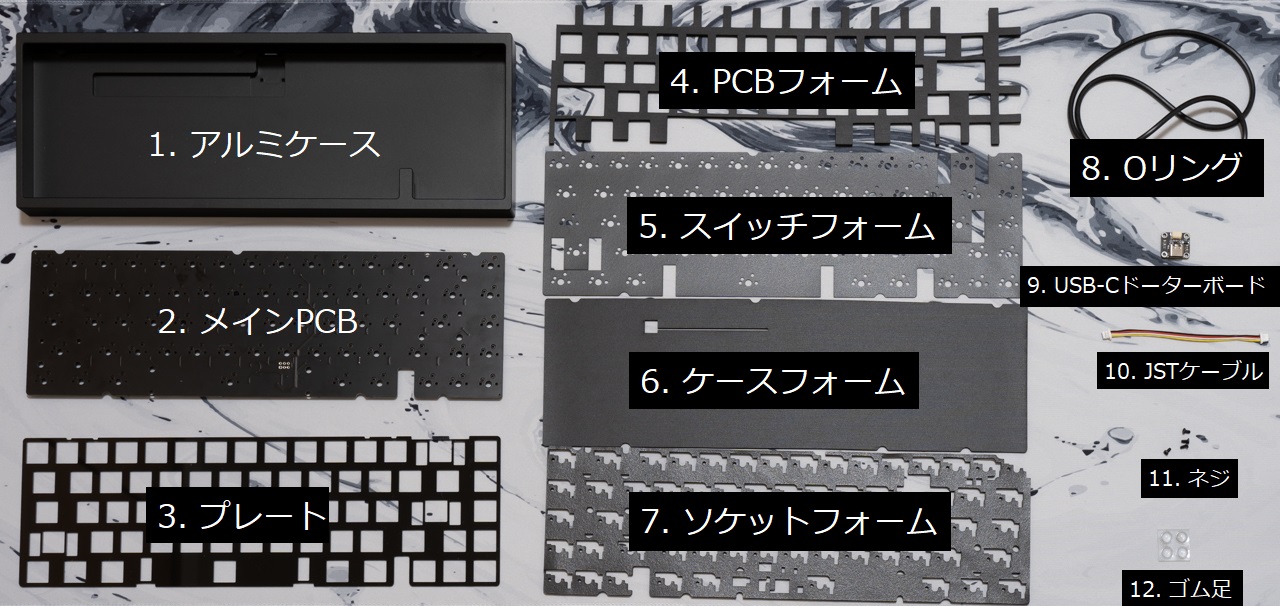 1. アルミケース
2. メインPCB
3. プレート
4. PCBフォーム
5. スイッチフォーム
6. ケースフォーム
7. ソケットフォーム
8. Oリング
9. USB-Cドーターボード
10. JSTケーブル
11. ネジ
12. ゴム足